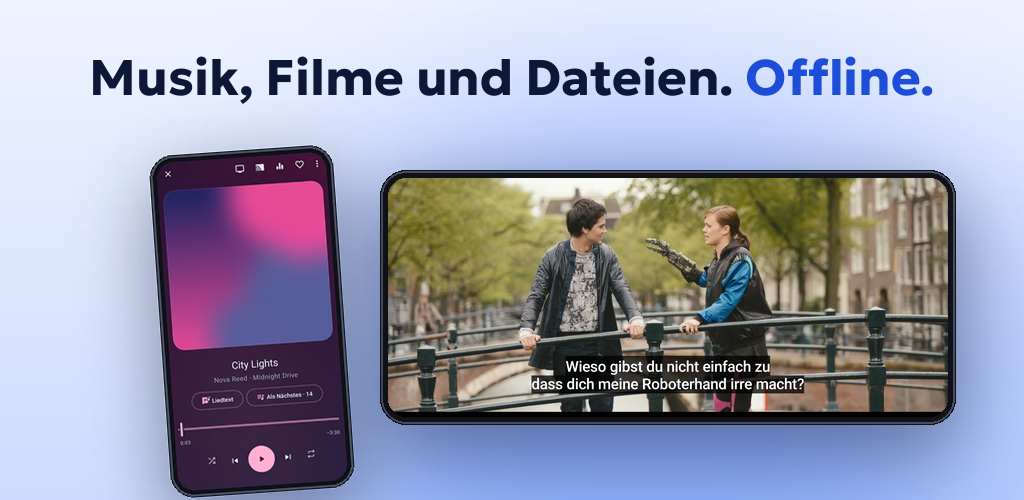 Musik, Filme und Dateien. Offline.
City Lights
Nova Reed · Midnight Drive
Liedtext
Als Nächstes · 14
0:03
-3:30
Wieso gibst du nicht einfach zu
dass dich meine Roboterhand irre macht?